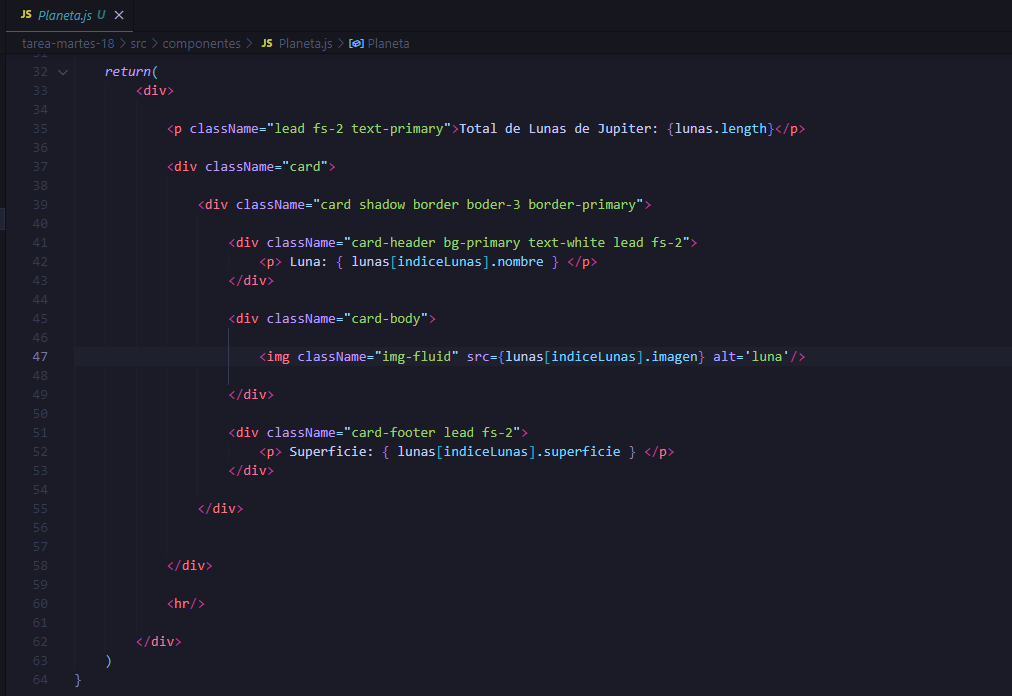 JS Planeta.js U ×
tarea-martes-18 > src > componentes > JS Planeta.js > Planeta
31
32 return(
33 <div>
34
35 <p className="lead fs-2 text-primary">Total de Lunas de Jupiter: {lunas.length}</p>
36
37 <div className="card">
38
39 <div className="card shadow border boder-3 border-primary">
40
41 <div className="card-header bg-primary text-white lead fs-2">
42 <p> Luna: { lunas[indiceLunas].nombre } </p>
43 </div>
44
45 <div className="card-body">
46
47 <img className="img-fluid" src={lunas[indiceLunas].imagen} alt='luna'/>
48
49 </div>
50
51 <div className="card-footer lead fs-2">
52 <p> Superficie: { lunas[indiceLunas].superficie } </p>
53 </div>
54
55 </div>
56
57
58 </div>
59
60 <hr/>
61
62 </div>
63 )
64 }